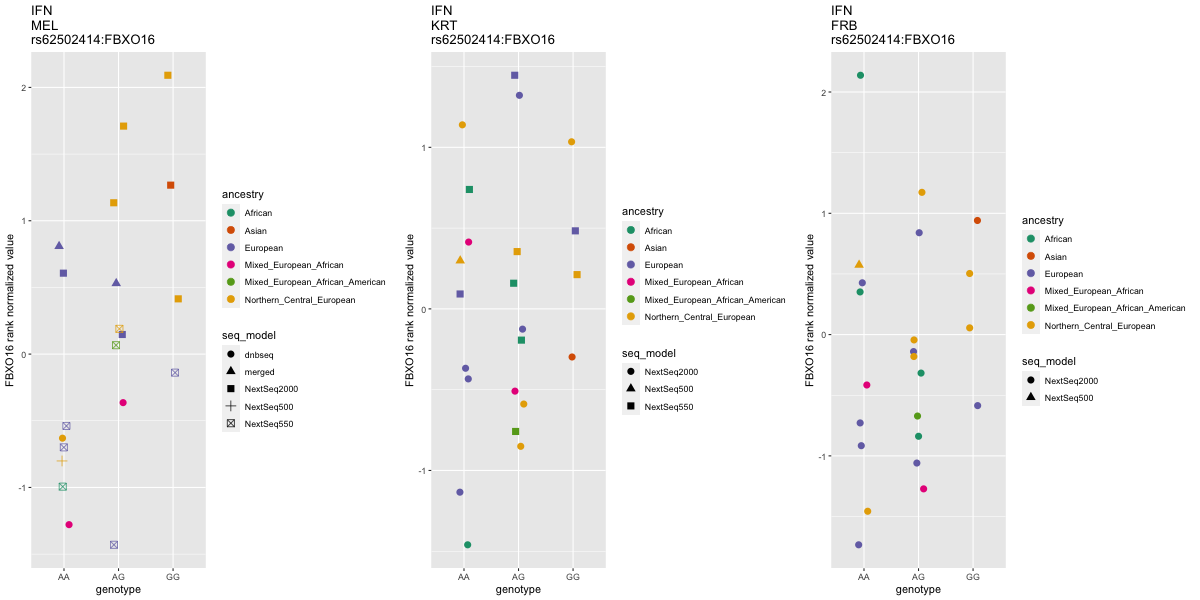 IFN
MEL
rs62502414:FBXO16
FBXO16 rank normalized value
2
1
0
-1
AA
AG
GG
genotype
ancestry
African
Asian
European
Mixed_European_African
Mixed_European_African_American
Northern_Central_European
seq_model
dnbseq
merged
NextSeq2000
NextSeq500
NextSeq550
IFN
KRT
rs62502414:FBXO16
FBXO16 rank normalized value
1
0
-1
AA
AG
GG
genotype
ancestry
African
Asian
European
Mixed_European_African
Mixed_European_African_American
Northern_Central_European
seq_model
NextSeq2000
NextSeq500
NextSeq550
IFN
FRB
rs62502414:FBXO16
FBXO16 rank normalized value
2
1
0
-1
AA
AG
GG
genotype
ancestry
African
Asian
European
Mixed_European_African
Mixed_European_African_American
Northern_Central_European
seq_model
NextSeq2000
NextSeq500